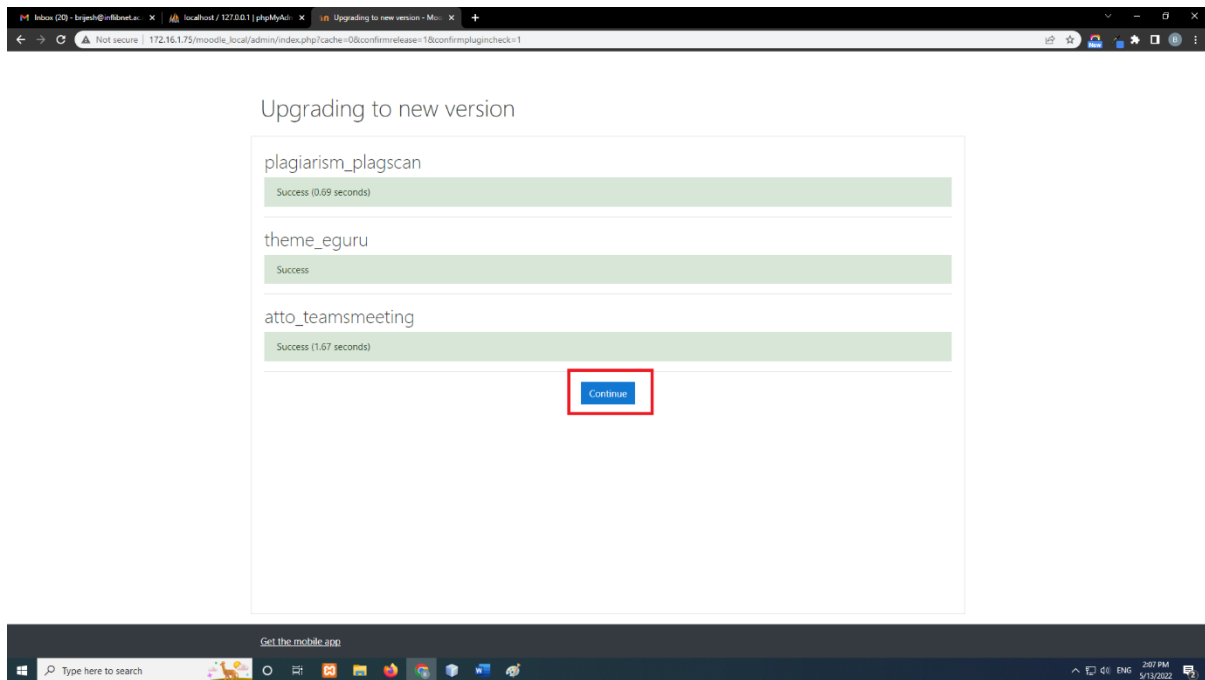 Inbox (20) - brijesh@inflibnet.ac.
localhost / 127.0.0.1 | phpMyAdm
Upgrading to new version - Moo
Not secure | 172.16.1.75/moodle_local/admin/index.php?cache=0&confirmrelease=1&confirmplugincheck=1
New
B
Upgrading to new version
plagiarism_plagscan
Success (0.69 seconds)
theme_eguru
Success
atto_teamsmeeting
Success (1.67 seconds)
Continue
Get the mobile app
Type here to search
ENG
2:07 PM
5/13/2022
2